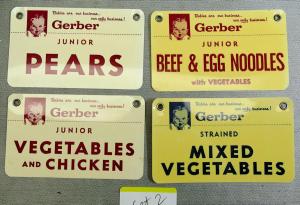 Babies are our business...
our only business!
Gerber
JUNIOR
PEARS
Babies are our business...
our only business!
Gerber
JUNIOR
BEEF & EGG NOODLES
with VEGETABLES
Babies are our business...
our only business!
Gerber
JUNIOR
VEGETABLES
AND CHICKEN
Babies are our business...
our only business!
Gerber
STRAINED
MIXED
VEGETABLES
Lot 2